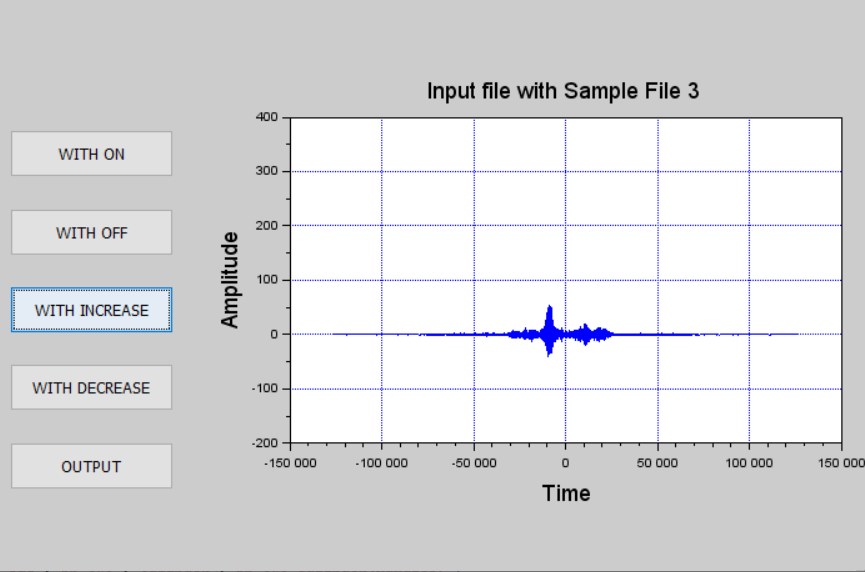 Input file with Sample File 3
WITH ON
WITH OFF
WITH INCREASE
WITH DECREASE
OUTPUT
Amplitude
400
300
200
100
0
-100
-200
-150 000 -100 000 -50 000 0 50 000 100 000 150 000
Time